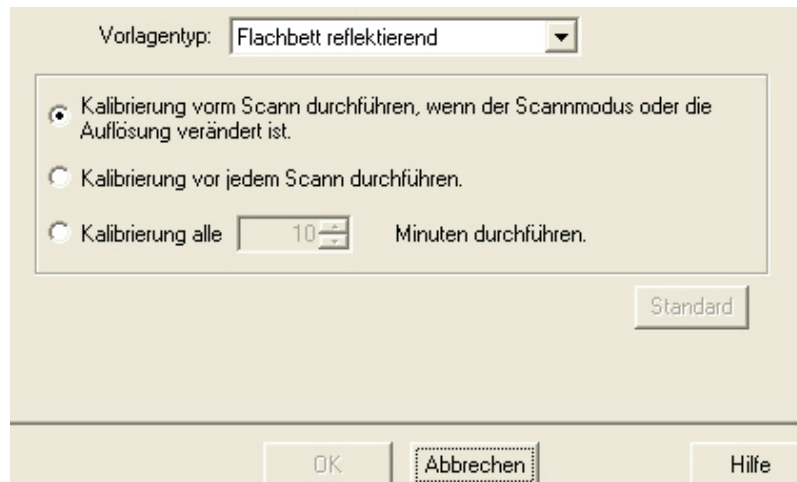 Vorlagentyp: Flachbett reflektierend
Kalibrierung vorm Scann durchführen, wenn der Scannmodus oder die
Auflösung verändert ist.
Kalibrierung vor jedem Scann durchführen.
Kalibrierung alle 10 Minuten durchführen.
Standard
OK Abbrechen Hilfe